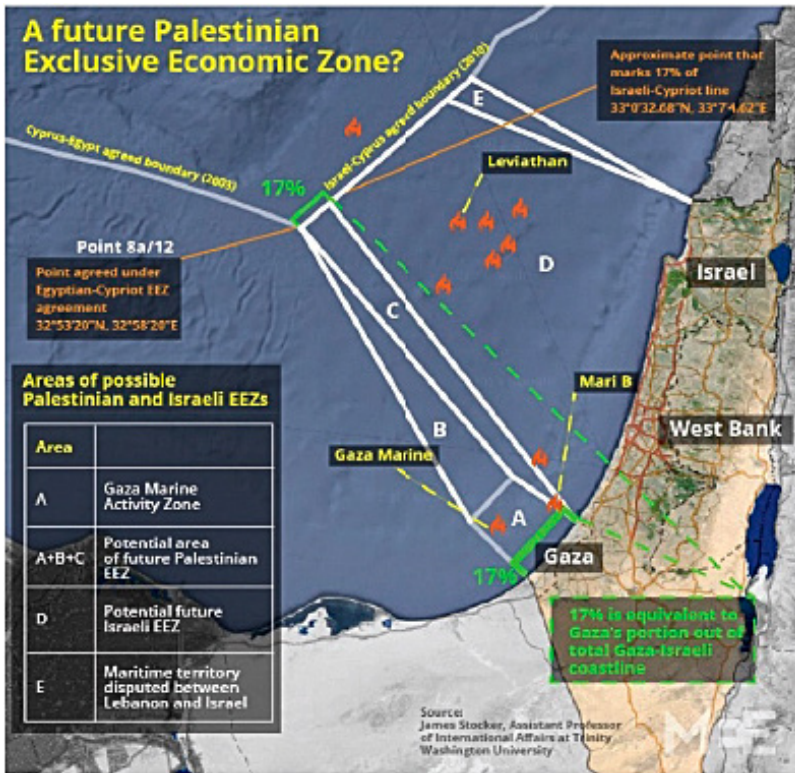 A future Palestinian
Exclusive Economic Zone?
Approximate point that
marks 17% of
Israeli-Cypriot line
33°0'32.68"N, 33°7'4.62"E
Israel-Cyprus agreed boundary (2010)
E
Cyprus-Egypt agreed boundary (2003)
Leviathan
17%
Point 8a/12
Point agreed under
Egyptian-Cypriot EEZ
agreement
32°53'20"N, 32°58'20"E
D
Israel
C
Areas of possible
Palestinian and Israeli EEZs
Mari B
B
West Bank
Gaza Marine
Area
A
Gaza Marine
Activity Zone
A+B+C
Potential area
of future Palestinian
EEZ
D
Potential future
Israeli EEZ
E
Maritime territory
disputed between
Lebanon and Israel
A
Gaza
17%
17% is equivalent to
Gaza's portion out of
total Gaza-Israeli
coastline
Source:
James Stocker, Assistant Professor
of International Affairs at Trinity
Washington University